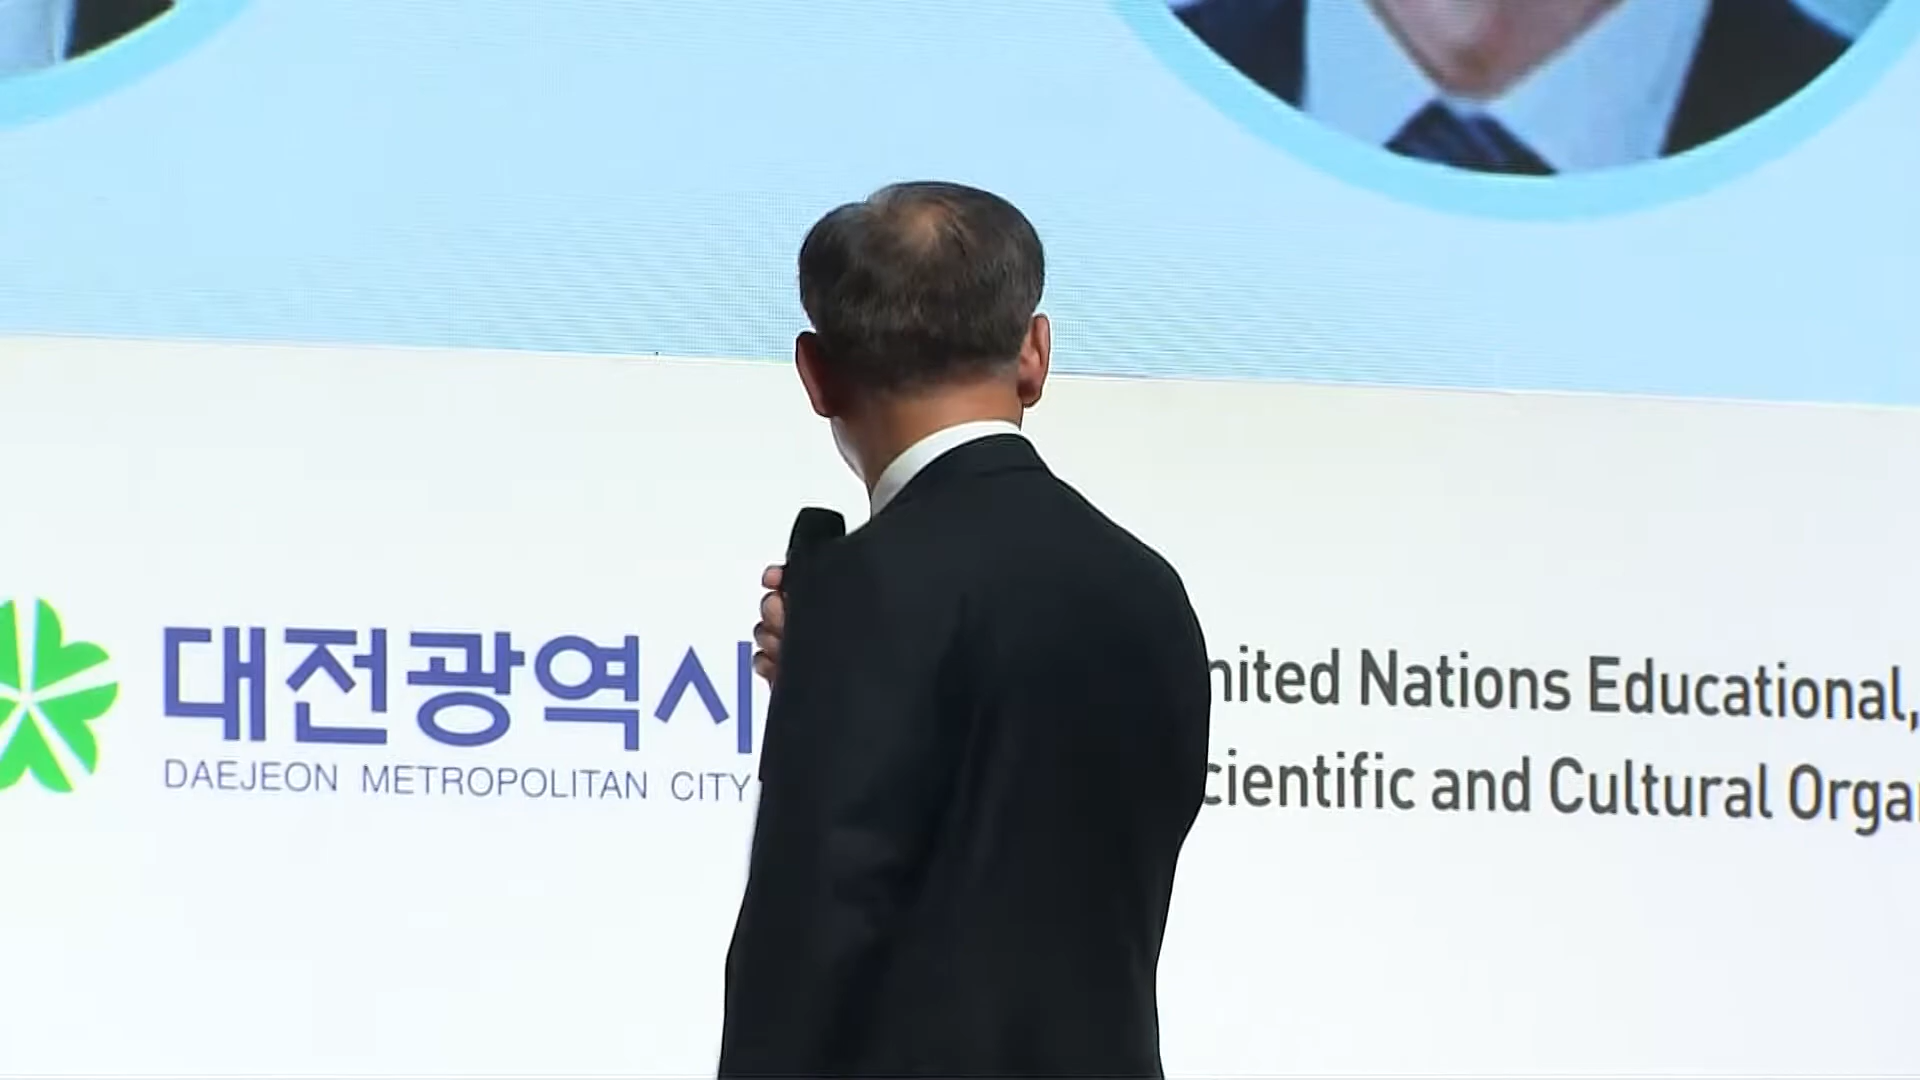 대전광역시
DAEJEON METROPOLITAN CITY
nited Nations Educational,
cientific and Cultural Orga